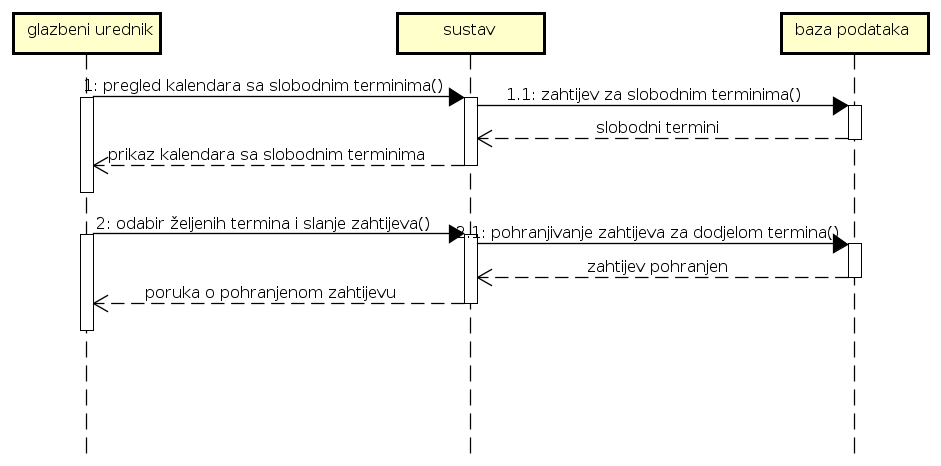 glazbeni urednik
sustav
baza podataka
1: pregled kalendara sa slobodnim terminima()
1.1: zahtijev za slobodnim terminima()
slobodni termini
prikaz kalendara sa slobodnim terminima
2: odabir željenih termina i slanje zahtijeva()
2.1: pohranjivanje zahtijeva za dodjelom termina()
zahtijev pohranjen
poruka o pohranjenom zahtijevu